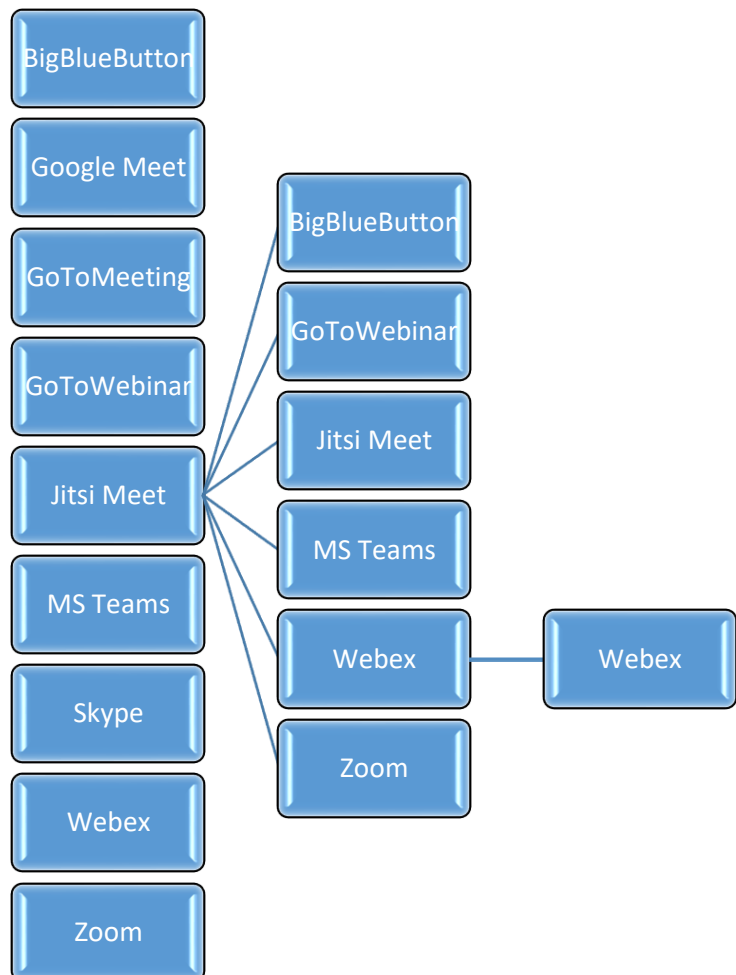 BigBlueButton
Google Meet
GoToMeeting
GoToWebinar
Jitsi Meet
MS Teams
Skype
Webex
Zoom
BigBlueButton
GoToWebinar
Jitsi Meet
MS Teams
Webex
Zoom
Webex